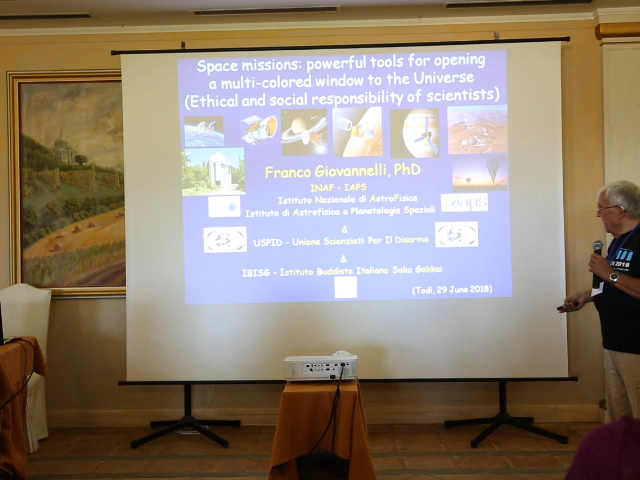 Space missions: powerful tools for opening
a multi-colored window to the Universe
(Ethical and social responsibility of scientists)
Franco Giovannelli, PhD
INAF - IAPS
Istituto Nazionale di AstroFisica
Istituto di Astrofisica e Planetologia Spaziali
&
USPID - Unione Scienziati Per Il Disarmo
&
IBISG - Istituto Buddista Italiano Soka Gakkai
(Todi, 29 June 2018)
2018